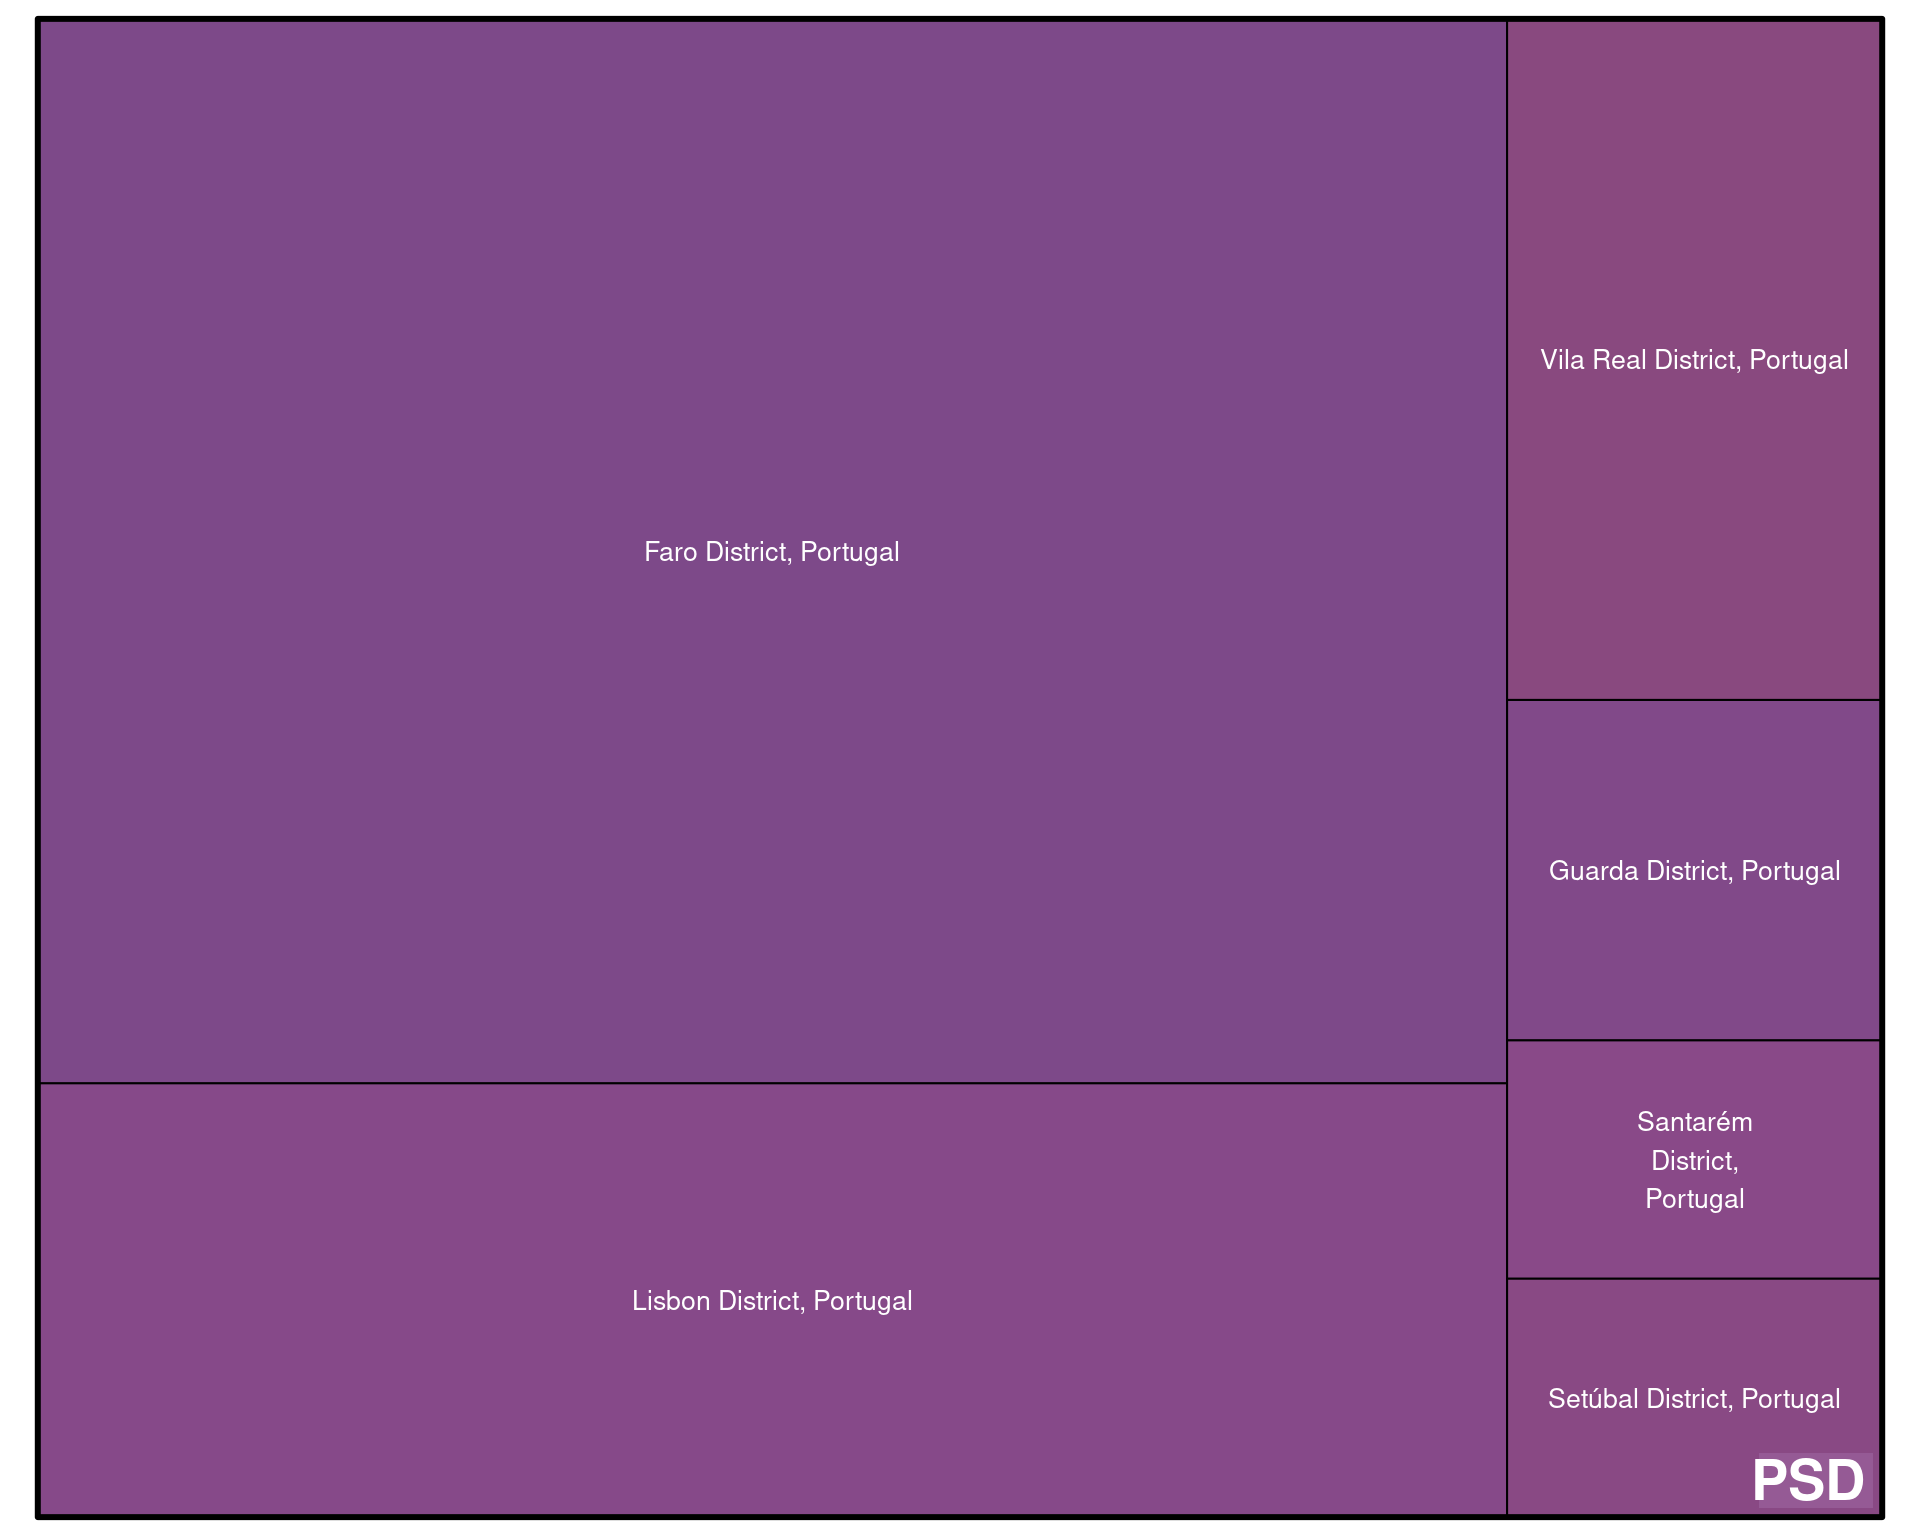 Faro District, Portugal
Lisbon District, Portugal
Vila Real District, Portugal
Guarda District, Portugal
Santarém
District,
Portugal
Setúbal District, Portugal
PSD